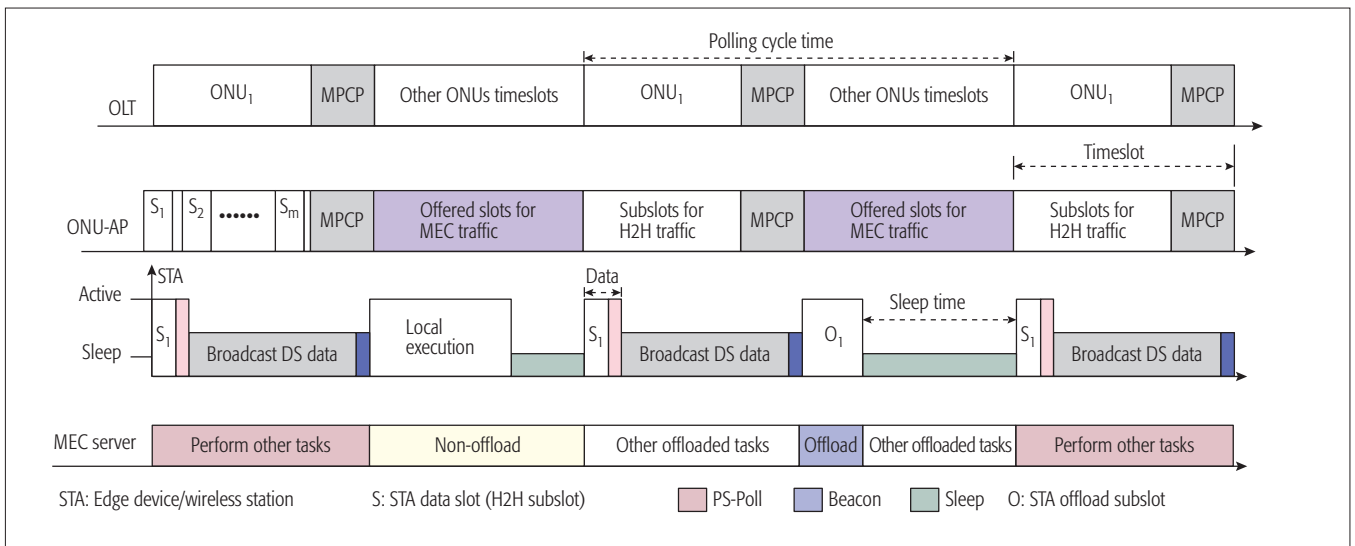 Polling cycle time
OLT ONU1 MPCP Other ONUs timeslots ONU1 MPCP Other ONUs timeslots ONU1 MPCP
Timeslot
ONU-AP S1 S2 •••••• Sm MPCP Offered slots for MEC traffic Subslots for H2H traffic MPCP Offered slots for MEC traffic Subslots for H2H traffic MPCP
STA
Active Data Sleep time
Sleep S1 Broadcast DS data Local execution S1 Broadcast DS data O1 S1 Broadcast DS data
MEC server Perform other tasks Non-offload Other offloaded tasks Offload Other offloaded tasks Perform other tasks
STA: Edge device/wireless station S: STA data slot (H2H subslot) PS-Poll Beacon Sleep O: STA offload subslot